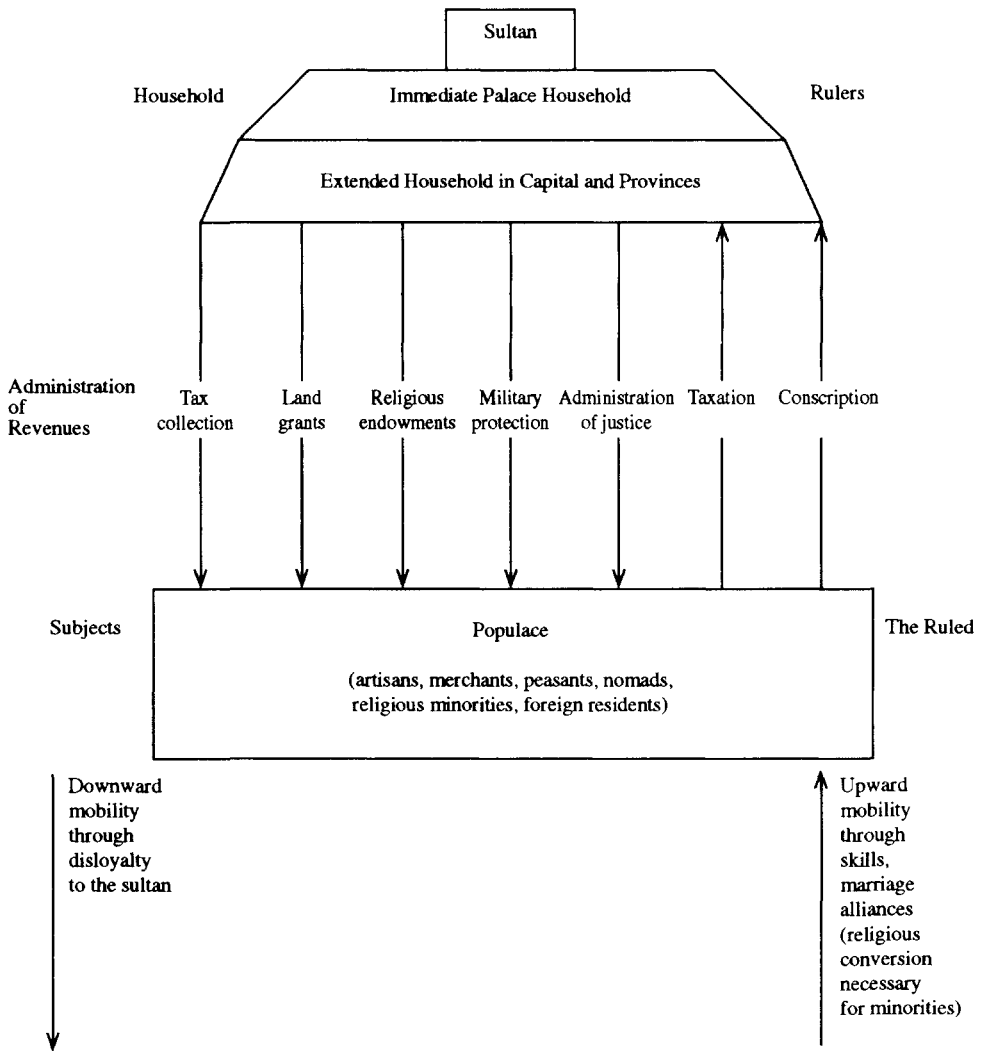 Sultan
Household
Immediate Palace Household
Rulers
Extended Household in Capital and Provinces
Administration
of
Revenues
Tax
collection
Land
grants
Religious
endowments
Military
protection
Administration
of justice
Taxation
Conscription
Subjects
Populace
The Ruled
(artisans, merchants, peasants, nomads,
religious minorities, foreign residents)
Downward
mobility
through
disloyalty
to the sultan
Upward
mobility
through
skills,
marriage
alliances
(religious
conversion
necessary
for minorities)